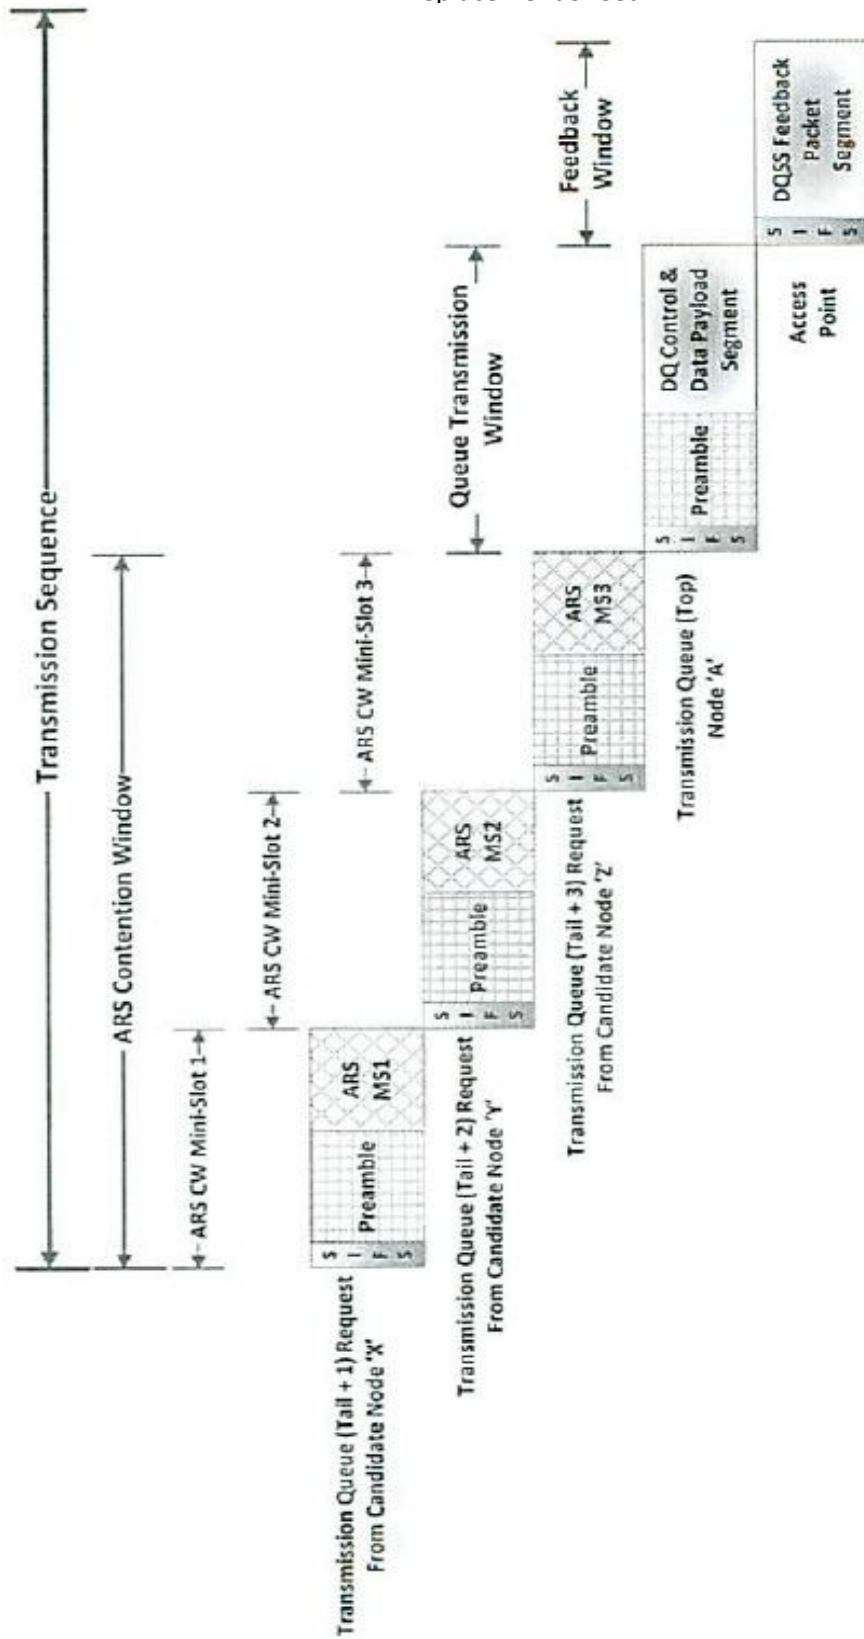 Transmission Sequence
ARS Contention Window
ARS CW Mini-Slot 1
ARS CW Mini-Slot 2
ARS CW Mini-Slot 3
Queue Transmission
Window
Feedback
Window
S
I
F
S
Preamble
ARS
MS1
Transmission Queue (Tail + 1) Request
From Candidate Node 'X'
S
I
F
S
Preamble
ARS
MS2
Transmission Queue (Tail + 2) Request
From Candidate Node 'Y'
S
I
F
S
Preamble
ARS
MS3
Transmission Queue (Tail + 3) Request
From Candidate Node 'Z'
S
I
F
S
Preamble
DQ Control &
Data Payload
Segment
Transmission Queue (Top)
Node 'A'
S
I
F
S
DQSS Feedback
Packet
Segment
Access
Point